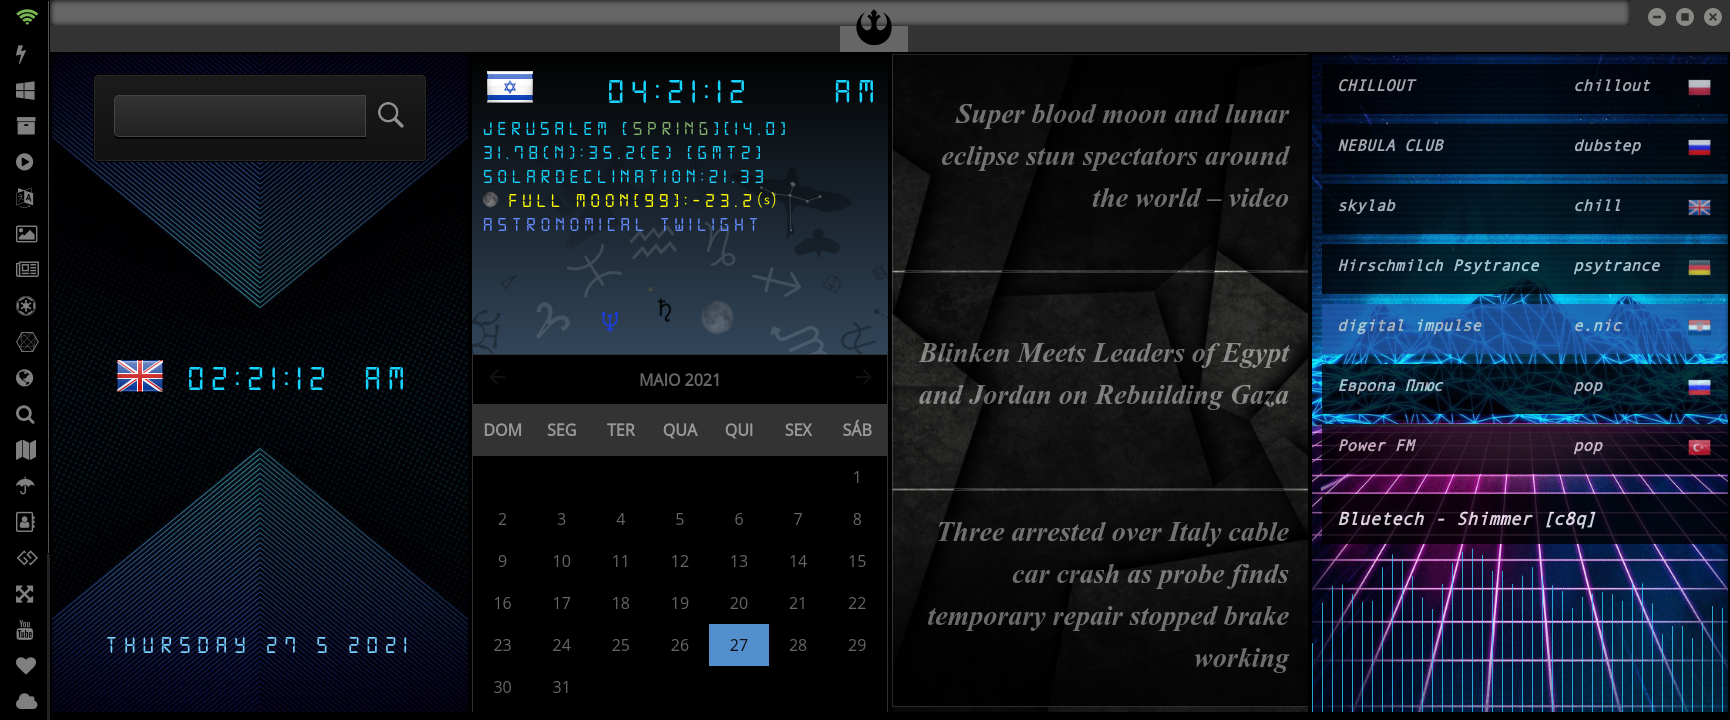 02:21:12 AM
THURSDAY 27 5 2021
04:21:12 AM
JERUSALEM [SPRING][14.0]
31.78(N):35.2(E) [GMT2]
SOLARDECLINATION:21.33
FULL MOON[99]:-23.2(s)
ASTRONOMICAL TWILIGHT
MAIO 2021
DOM SEG TER QUA QUI SEX SÁB
1
2 3 4 5 6 7 8
9 10 11 12 13 14 15
16 17 18 19 20 21 22
23 24 25 26 27 28 29
30 31
Super blood moon and lunar
eclipse stun spectators around
the world – video
Blinken Meets Leaders of Egypt
and Jordan on Rebuilding Gaza
Three arrested over Italy cable
car crash as probe finds
temporary repair stopped brake
working
CHILLOUT chillout
NEBULA CLUB dubstep
skylab chill
Hirschmilch Psytrance psytrance
digital impulse e.nic
Европа Плюс pop
Power FM pop
Bluetech - Shimmer [c8q]
You
Tube